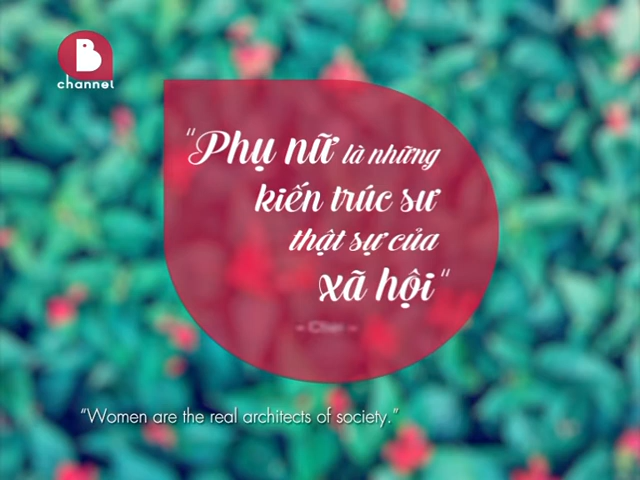 B
channel
"Phụ nữ là những
kiến trúc sư
thật sự của
xã hội"
"Women are the real architects of society."